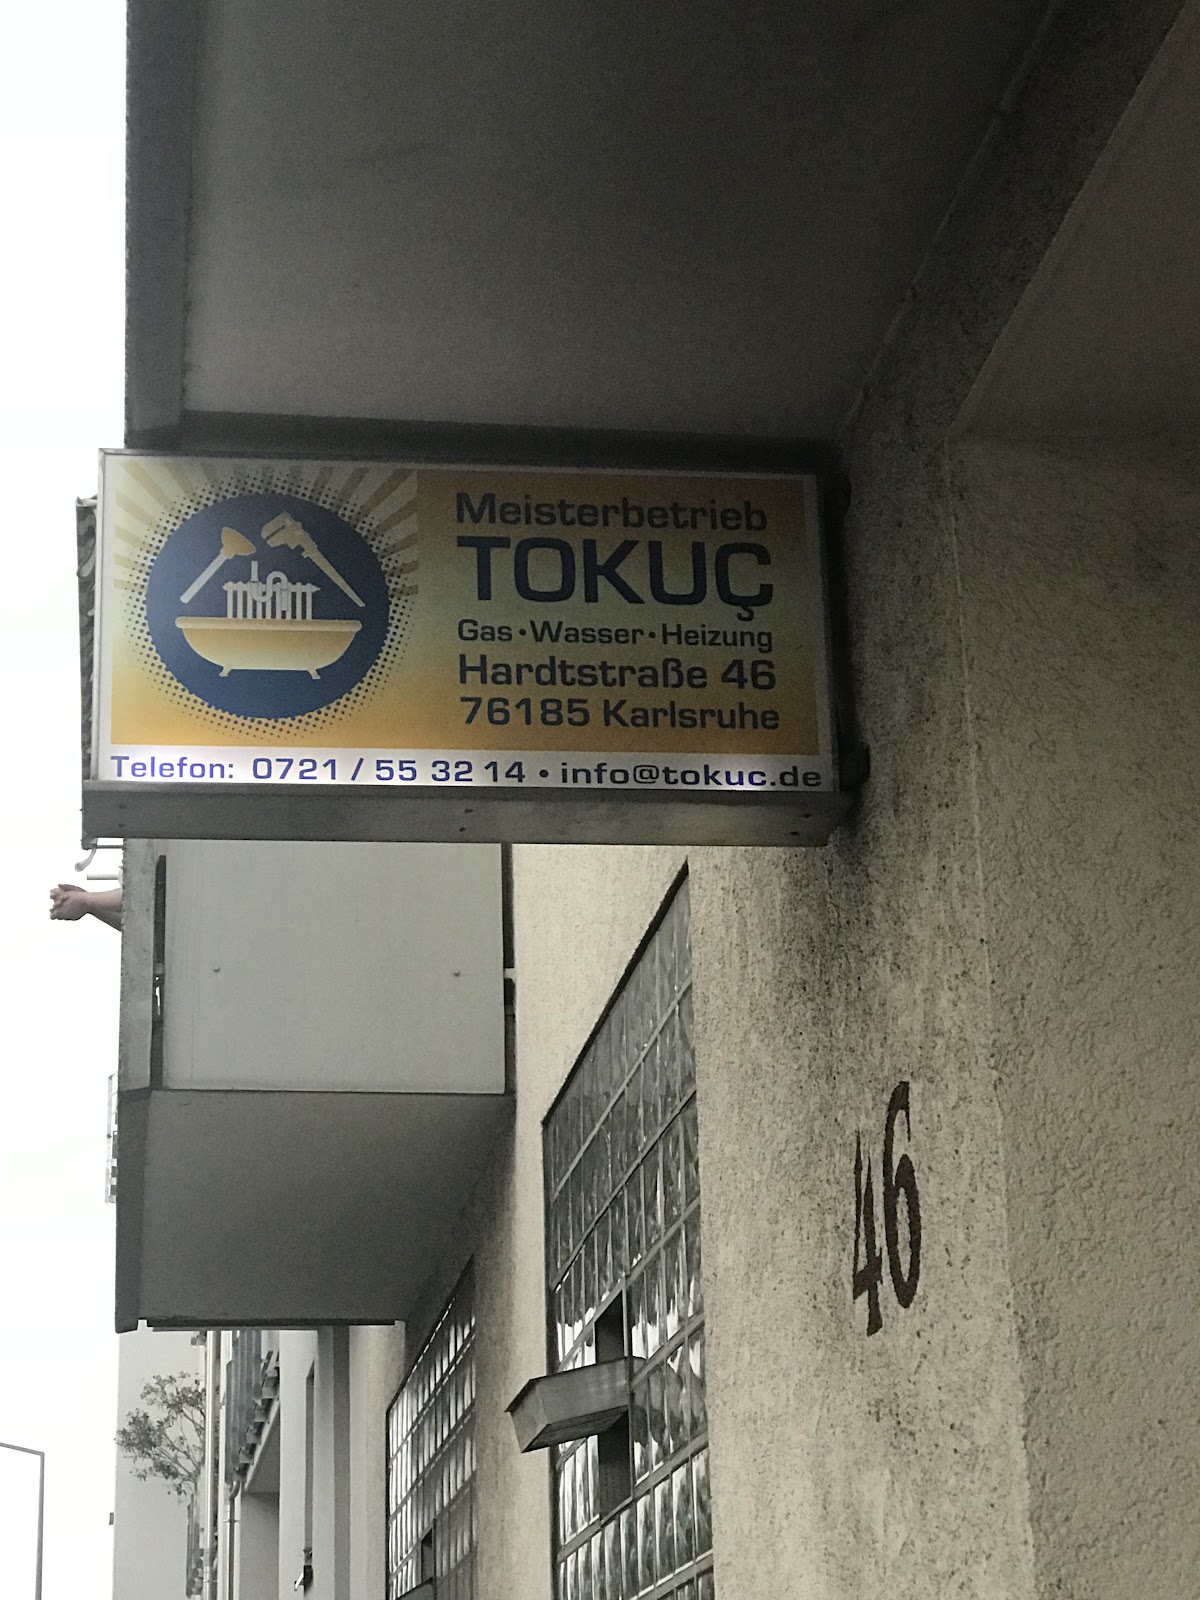 Meisterbetrieb
TOKUÇ
Gas • Wasser • Heizung
Hardtstraße 46
76185 Karlsruhe
Telefon: 0721 / 55 32 14 • info@tokuc.de
46